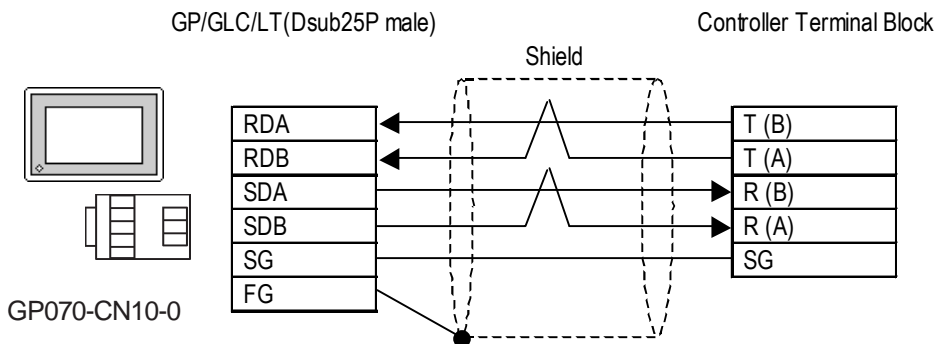 GP/GLC/LT(Dsub25P male)
Controller Terminal Block
Shield
RDA
T (B)
RDB
T (A)
SDA
R (B)
SDB
R (A)
SG
SG
FG
GP070-CN10-0